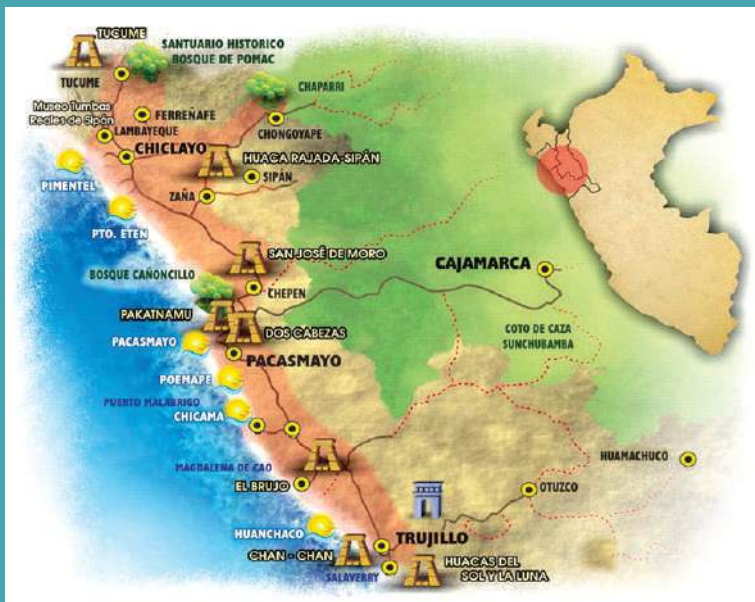 TUCUME
SANTUARIO HISTORICO
BOSQUE DE POMAC
TUCUME
CHAPARRI
Museo Tumbas
Reales de Sipán
FERREÑAFE
LAMBAYEQUE
CHONGOYAPE
CHICLAYO
HUACA RAJADA-SIPÁN
SIPÁN
PIMENTEL
ZAÑA
PTO. ETEN
SAN JOSÉ DE MORO
CAJAMARCA
BOSQUE CAÑONCILLO
CHEPEN
PAKATNAMU
DOS CABEZAS
COTO DE CAZA
SUNCHUBAMBA
PACASMAYO
PACASMAYO
POEMAPE
PUERTO MALABRIGO
CHICAMA
HUAMACHUCO
MAGDALENA DE CAO
EL BRUJO
OTUZCO
HUANCHACO
TRUJILLO
CHAN - CHAN
HUACAS DEL
SOL Y LA LUNA
SALAVERRY